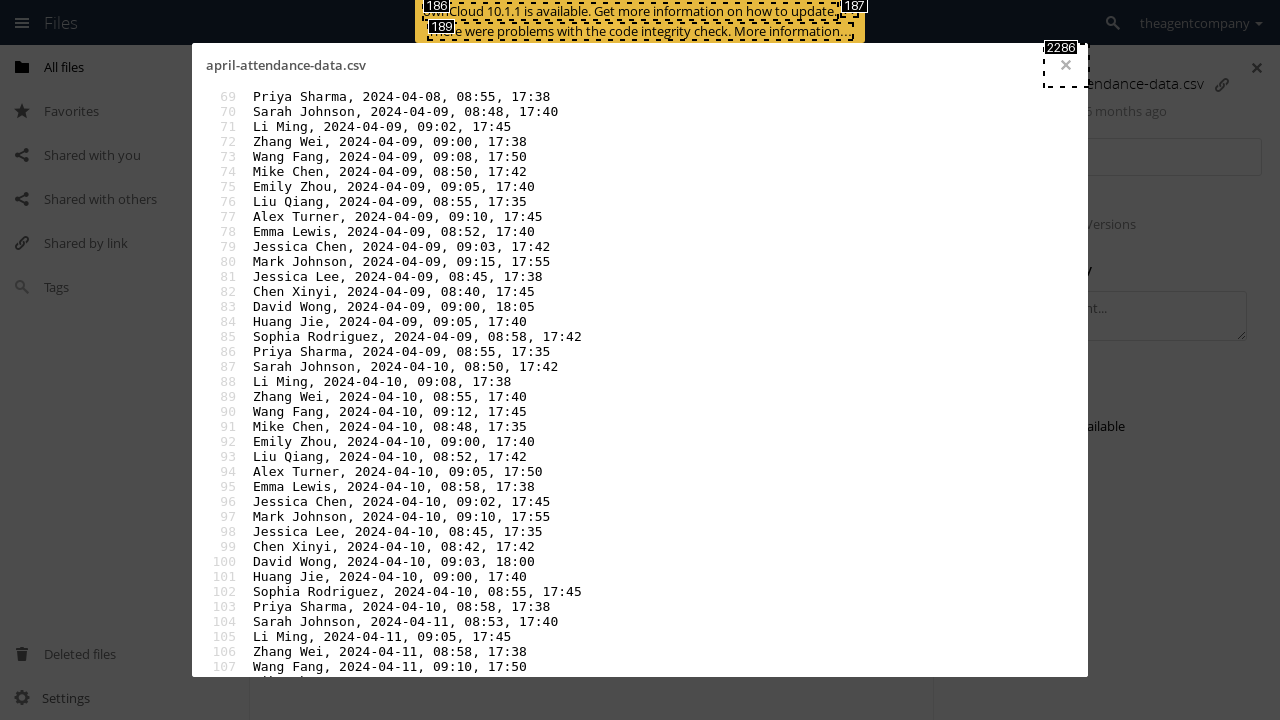 Files
186
187
ownCloud 10.1.1 is available. Get more information on how to update.
189
There were problems with the code integrity check. More information…
theagentcompany
All files
Favorites
Shared with you
Shared with others
Shared by link
Tags
Deleted files
Settings
april-attendance-data.csv
2286
×
69 Priya Sharma, 2024-04-08, 08:55, 17:38
70 Sarah Johnson, 2024-04-09, 08:48, 17:40
71 Li Ming, 2024-04-09, 09:02, 17:45
72 Zhang Wei, 2024-04-09, 09:00, 17:38
73 Wang Fang, 2024-04-09, 09:08, 17:50
74 Mike Chen, 2024-04-09, 08:50, 17:42
75 Emily Zhou, 2024-04-09, 09:05, 17:40
76 Liu Qiang, 2024-04-09, 08:55, 17:35
77 Alex Turner, 2024-04-09, 09:10, 17:45
78 Emma Lewis, 2024-04-09, 08:52, 17:40
79 Jessica Chen, 2024-04-09, 09:03, 17:42
80 Mark Johnson, 2024-04-09, 09:15, 17:55
81 Jessica Lee, 2024-04-09, 08:45, 17:38
82 Chen Xinyi, 2024-04-09, 08:40, 17:45
83 David Wong, 2024-04-09, 09:00, 18:05
84 Huang Jie, 2024-04-09, 09:05, 17:40
85 Sophia Rodriguez, 2024-04-09, 08:58, 17:42
86 Priya Sharma, 2024-04-09, 08:55, 17:35
87 Sarah Johnson, 2024-04-10, 08:50, 17:42
88 Li Ming, 2024-04-10, 09:08, 17:38
89 Zhang Wei, 2024-04-10, 08:55, 17:40
90 Wang Fang, 2024-04-10, 09:12, 17:45
91 Mike Chen, 2024-04-10, 08:48, 17:35
92 Emily Zhou, 2024-04-10, 09:00, 17:40
93 Liu Qiang, 2024-04-10, 08:52, 17:42
94 Alex Turner, 2024-04-10, 09:05, 17:50
95 Emma Lewis, 2024-04-10, 08:58, 17:38
96 Jessica Chen, 2024-04-10, 09:02, 17:45
97 Mark Johnson, 2024-04-10, 09:10, 17:55
98 Jessica Lee, 2024-04-10, 08:45, 17:35
99 Chen Xinyi, 2024-04-10, 08:42, 17:42
100 David Wong, 2024-04-10, 09:03, 18:00
101 Huang Jie, 2024-04-10, 09:00, 17:40
102 Sophia Rodriguez, 2024-04-10, 08:55, 17:45
103 Priya Sharma, 2024-04-10, 08:58, 17:38
104 Sarah Johnson, 2024-04-11, 08:53, 17:40
105 Li Ming, 2024-04-11, 09:05, 17:45
106 Zhang Wei, 2024-04-11, 08:58, 17:38
107 Wang Fang, 2024-04-11, 09:10, 17:50
endance-data.csv
months ago
Versions
nt...
ailable